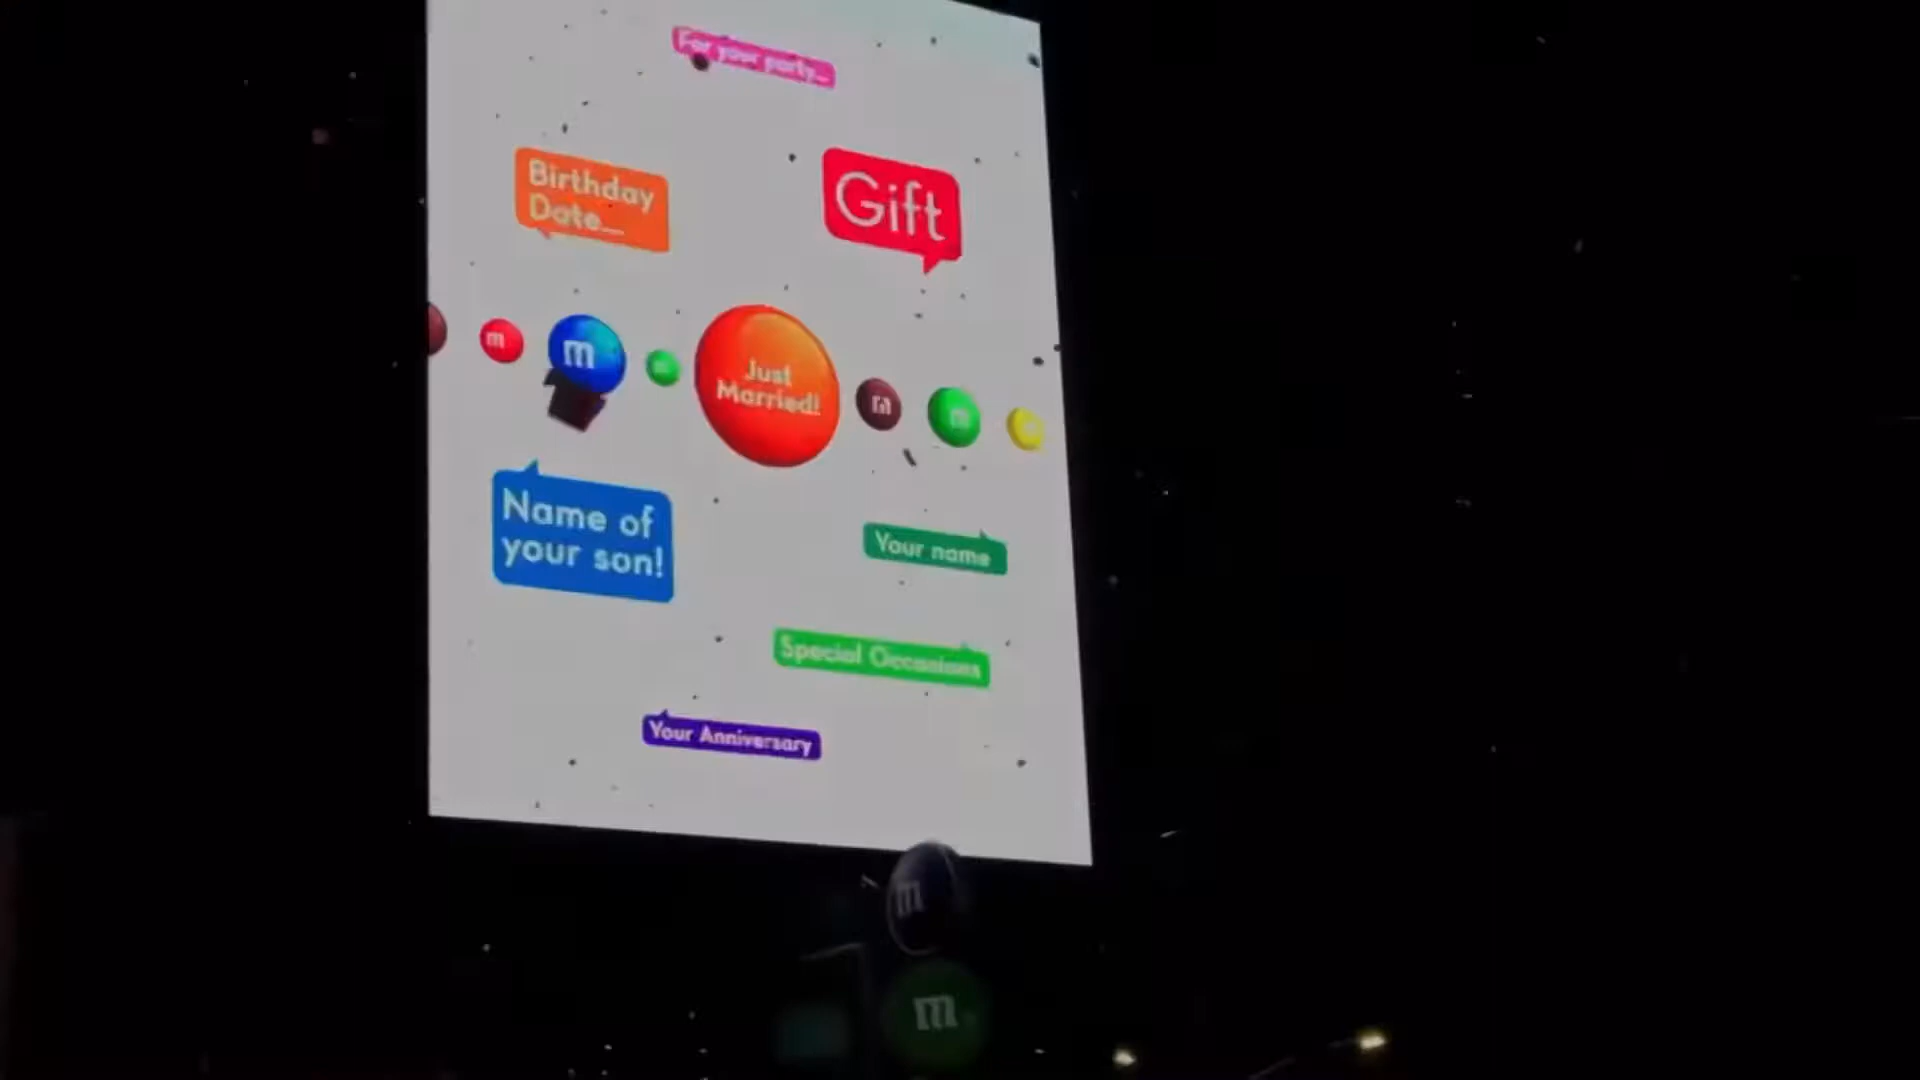 For your party...
Birthday
Date...
Gift
m
m
m
Just
Married!
m
m
Name of
your son!
Your name
Special Occasions
Your Anniversary
m
m